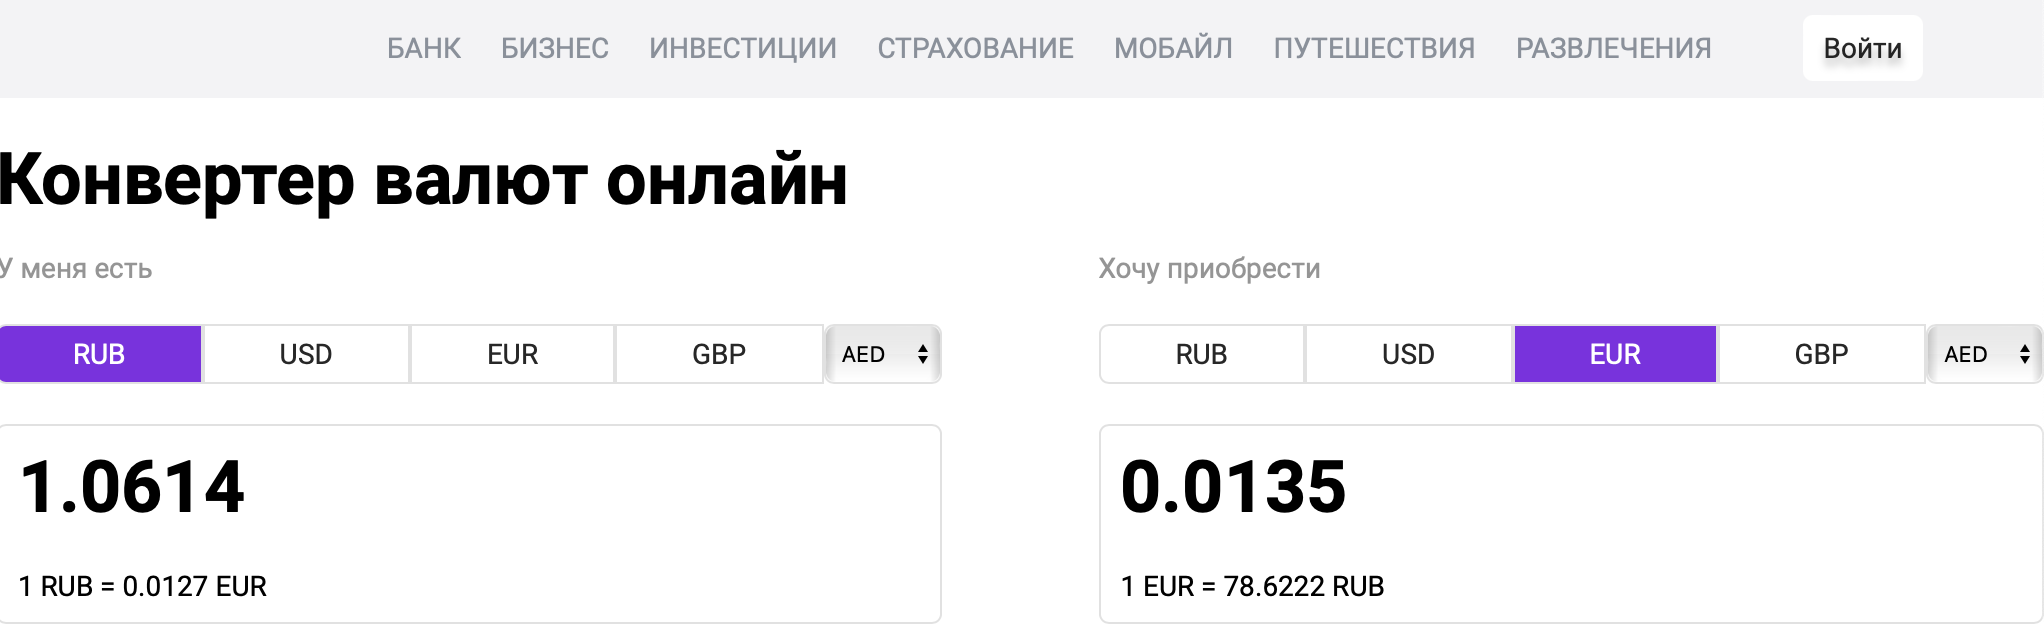 БАНК БИЗНЕС ИНВЕСТИЦИИ СТРАХОВАНИЕ МОБАЙЛ ПУТЕШЕСТВИЯ РАЗВЛЕЧЕНИЯ Войти
Конвертер валют онлайн
У меня есть
RUB USD EUR GBP AED
1.0614
1 RUB = 0.0127 EUR
Хочу приобрести
RUB USD EUR GBP AED
0.0135
1 EUR = 78.6222 RUB